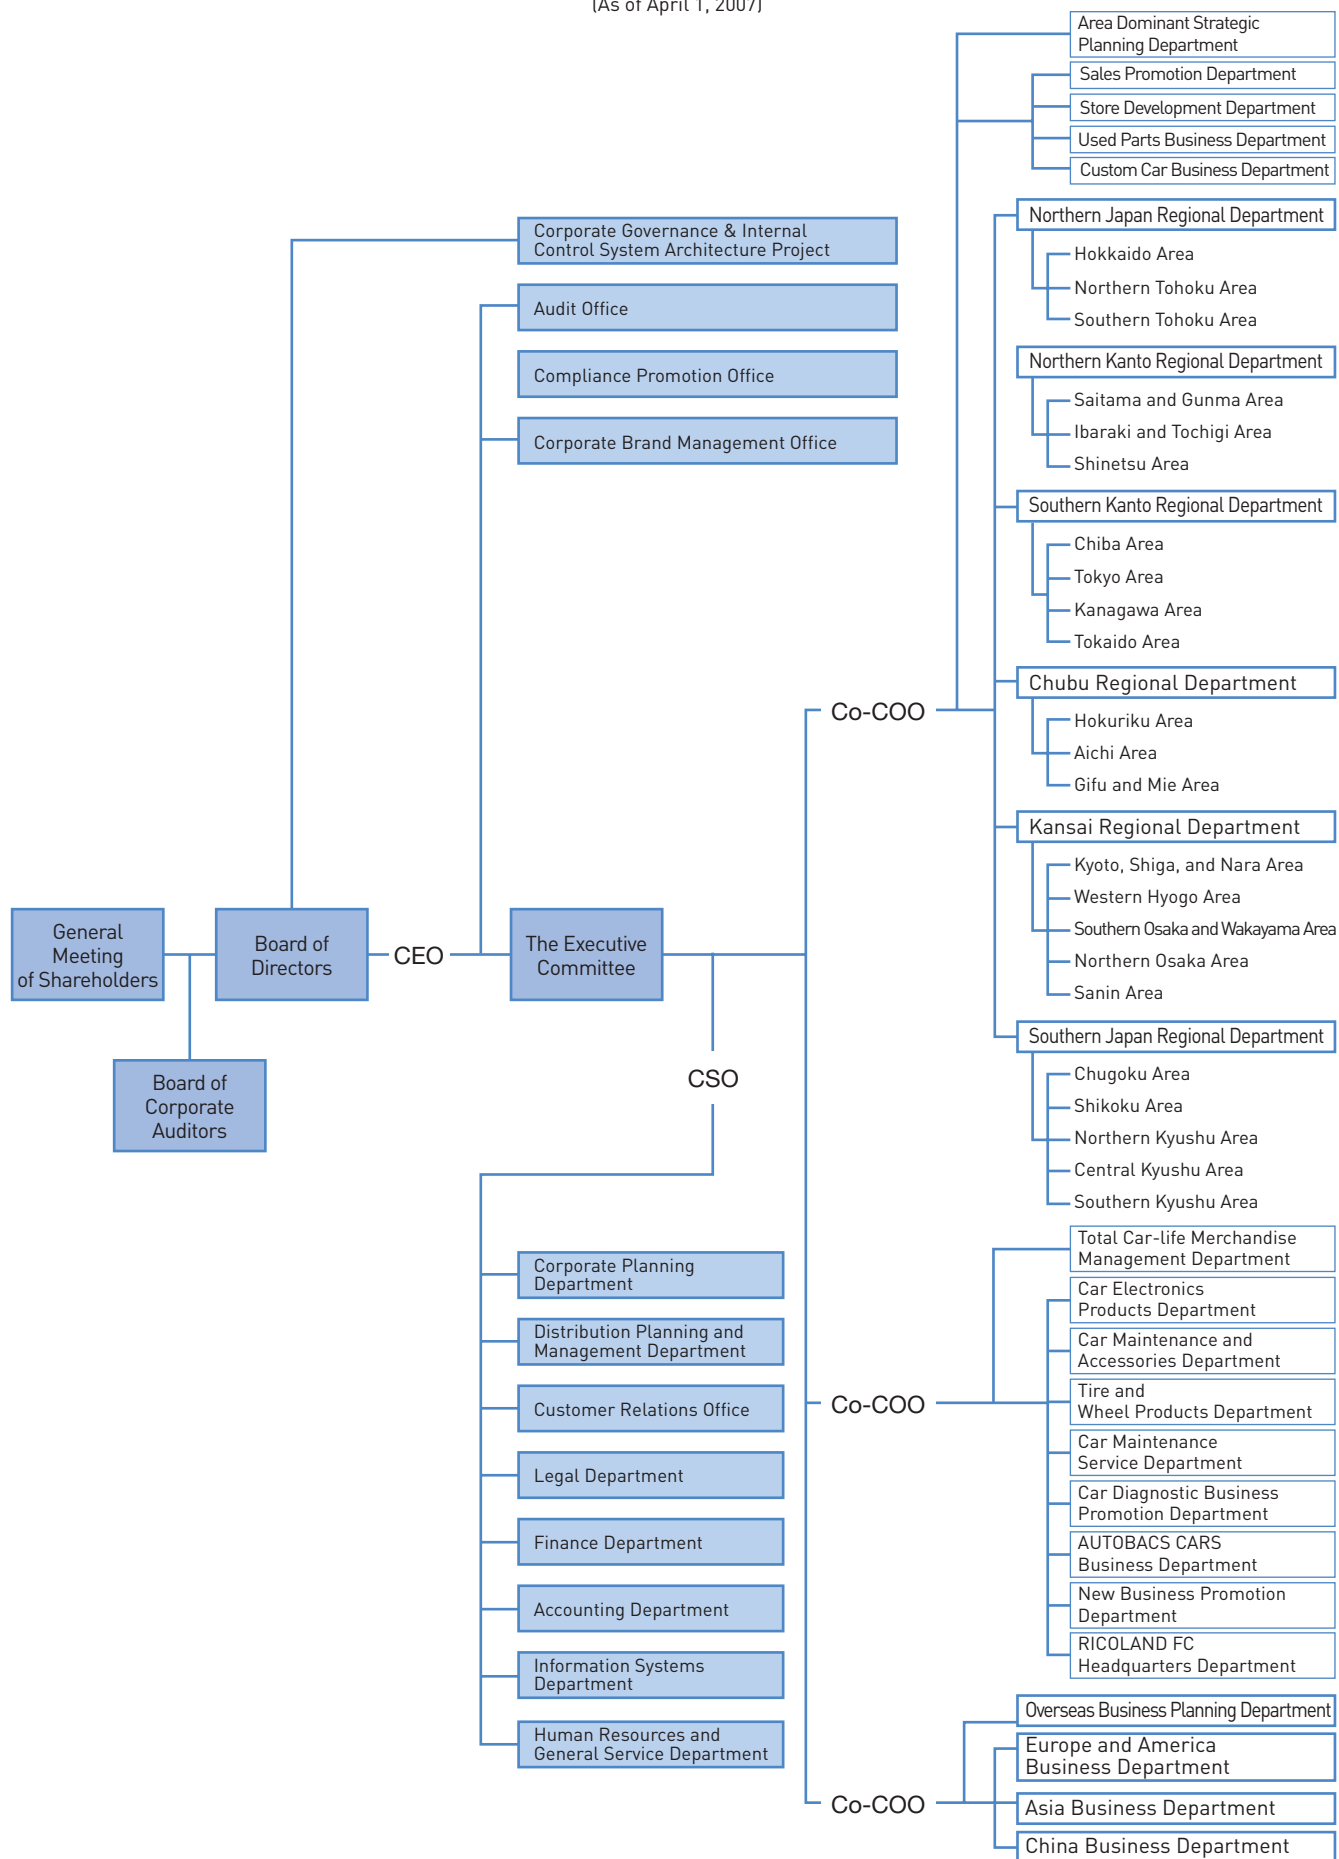 (As of April 1, 2007)
Area Dominant Strategic
Planning Department
Sales Promotion Department
Store Development Department
Used Parts Business Department
Custom Car Business Department
Northern Japan Regional Department
Hokkaido Area
Northern Tohoku Area
Southern Tohoku Area
Northern Kanto Regional Department
Saitama and Gunma Area
Ibaraki and Tochigi Area
Shinetsu Area
Southern Kanto Regional Department
Chiba Area
Tokyo Area
Kanagawa Area
Tokaido Area
Chubu Regional Department
Hokuriku Area
Aichi Area
Gifu and Mie Area
Kansai Regional Department
Kyoto, Shiga, and Nara Area
Western Hyogo Area
Southern Osaka and Wakayama Area
Northern Osaka Area
Sanin Area
Southern Japan Regional Department
Chugoku Area
Shikoku Area
Northern Kyushu Area
Central Kyushu Area
Southern Kyushu Area
Corporate Governance & Internal
Control System Architecture Project
Audit Office
Compliance Promotion Office
Corporate Brand Management Office
Co-COO
General
Meeting
of Shareholders
Board of
Directors
CEO
The Executive
Committee
Board of
Corporate
Auditors
CSO
Corporate Planning
Department
Distribution Planning and
Management Department
Customer Relations Office
Legal Department
Finance Department
Accounting Department
Information Systems
Department
Human Resources and
General Service Department
Co-COO
Total Car-life Merchandise
Management Department
Car Electronics
Products Department
Car Maintenance and
Accessories Department
Tire and
Wheel Products Department
Car Maintenance
Service Department
Car Diagnostic Business
Promotion Department
AUTOBACS CARS
Business Department
New Business Promotion
Department
RICOLAND FC
Headquarters Department
Co-COO
Overseas Business Planning Department
Europe and America
Business Department
Asia Business Department
China Business Department